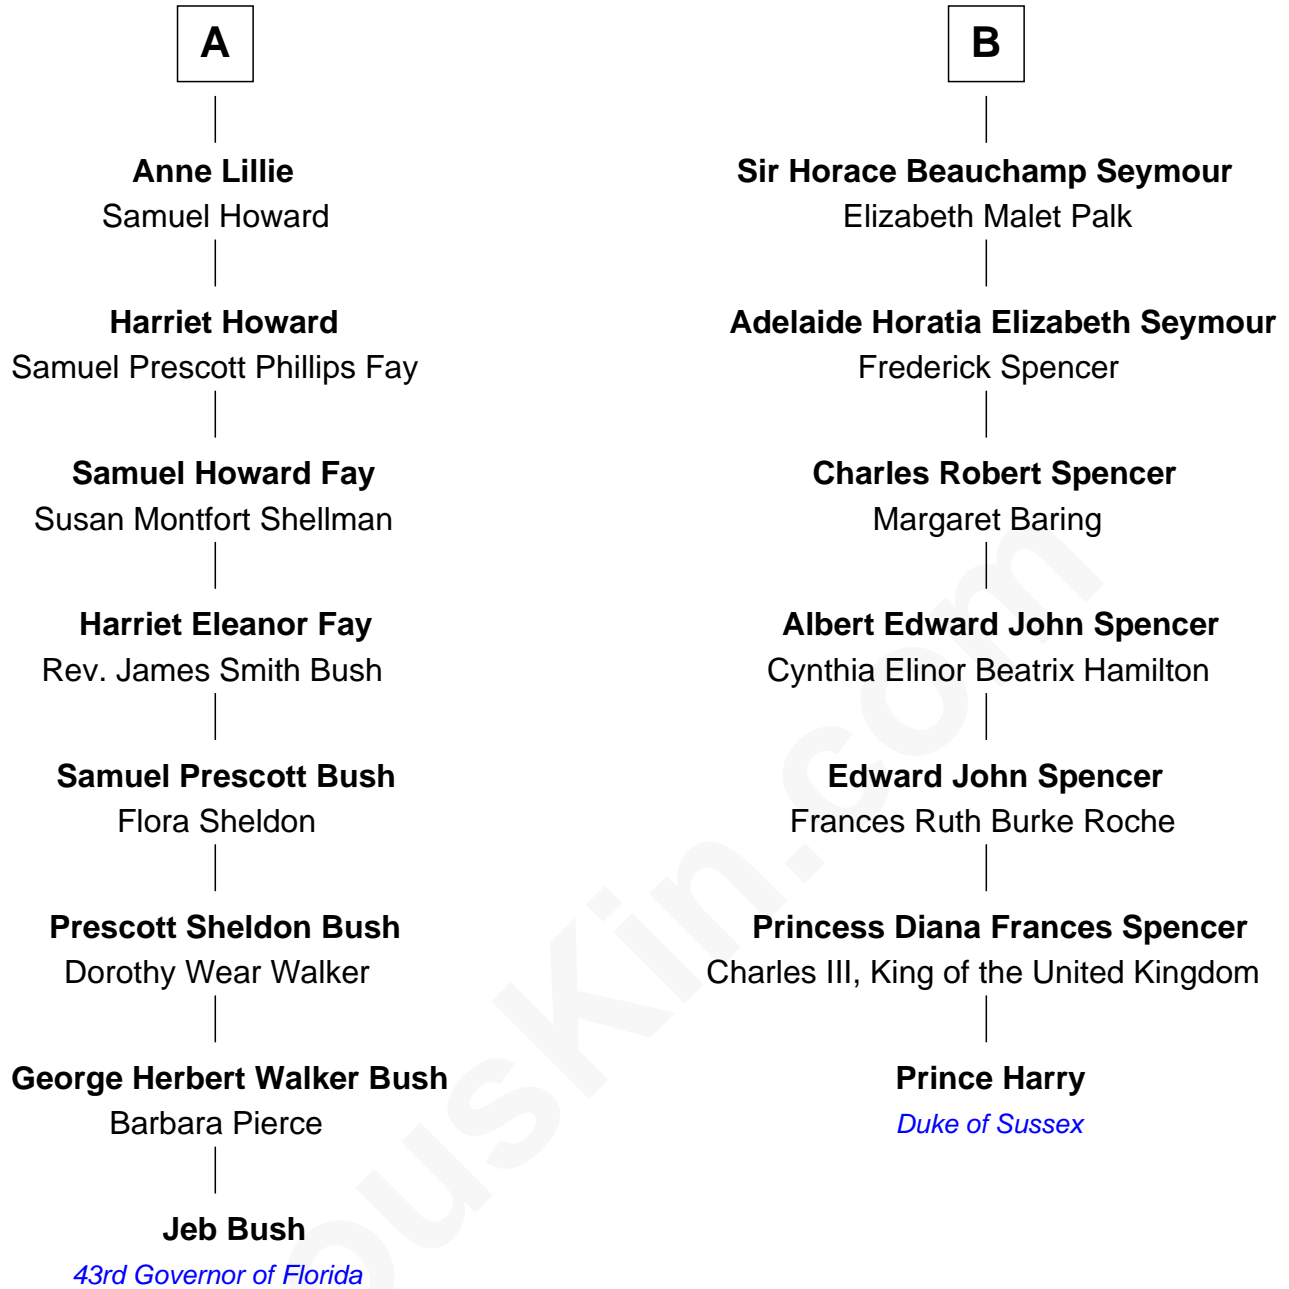 A
Anne Lillie
Samuel Howard
Harriet Howard
Samuel Prescott Phillips Fay
Samuel Howard Fay
Susan Montfort Shellman
Harriet Eleanor Fay
Rev. James Smith Bush
Samuel Prescott Bush
Flora Sheldon
Prescott Sheldon Bush
Dorothy Wear Walker
George Herbert Walker Bush
Barbara Pierce
Jeb Bush
43rd Governor of Florida
B
Sir Horace Beauchamp Seymour
Elizabeth Malet Palk
Adelaide Horatia Elizabeth Seymour
Frederick Spencer
Charles Robert Spencer
Margaret Baring
Albert Edward John Spencer
Cynthia Elinor Beatrix Hamilton
Edward John Spencer
Frances Ruth Burke Roche
Princess Diana Frances Spencer
Charles III, King of the United Kingdom
Prince Harry
Duke of Sussex
ousKin.com